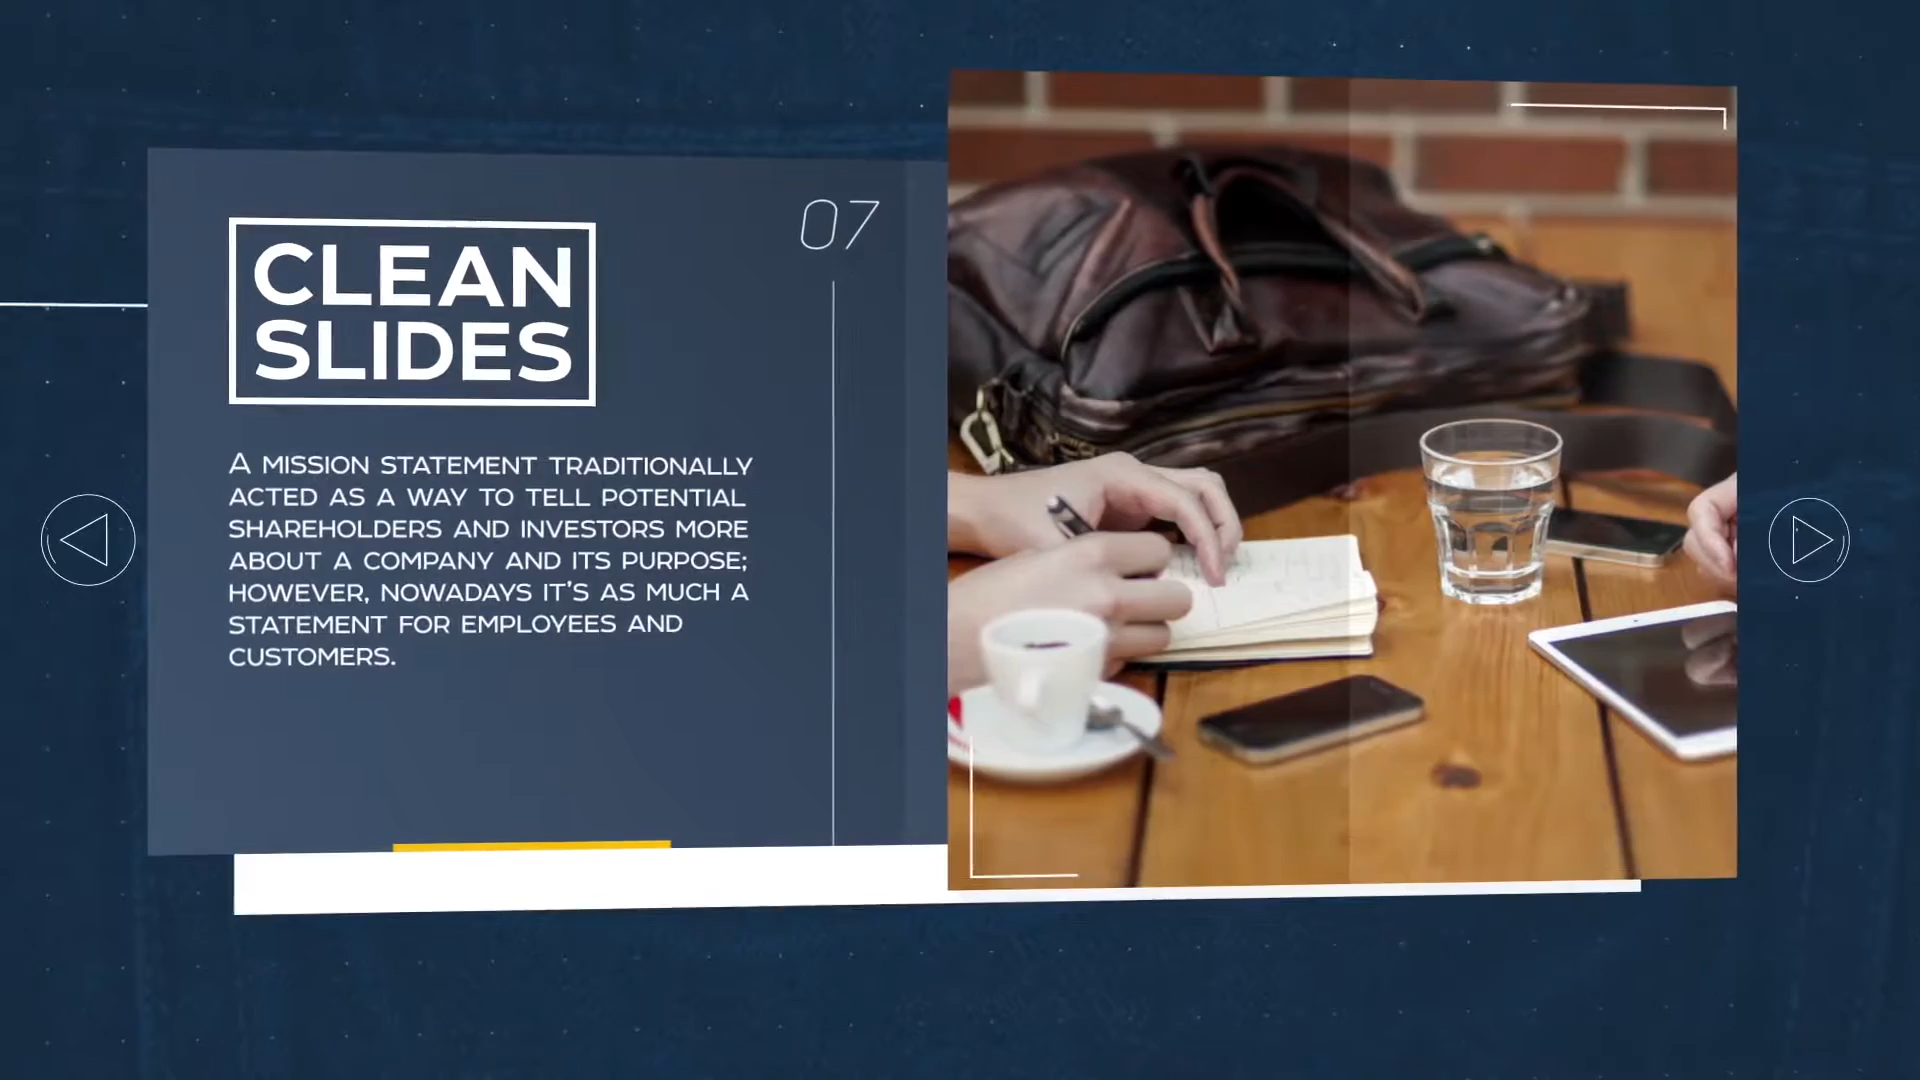 CLEAN
SLIDES
07
A MISSION STATEMENT TRADITIONALLY
ACTED AS A WAY TO TELL POTENTIAL
SHAREHOLDERS AND INVESTORS MORE
ABOUT A COMPANY AND ITS PURPOSE;
HOWEVER, NOWADAYS IT'S AS MUCH A
STATEMENT FOR EMPLOYEES AND
CUSTOMERS.